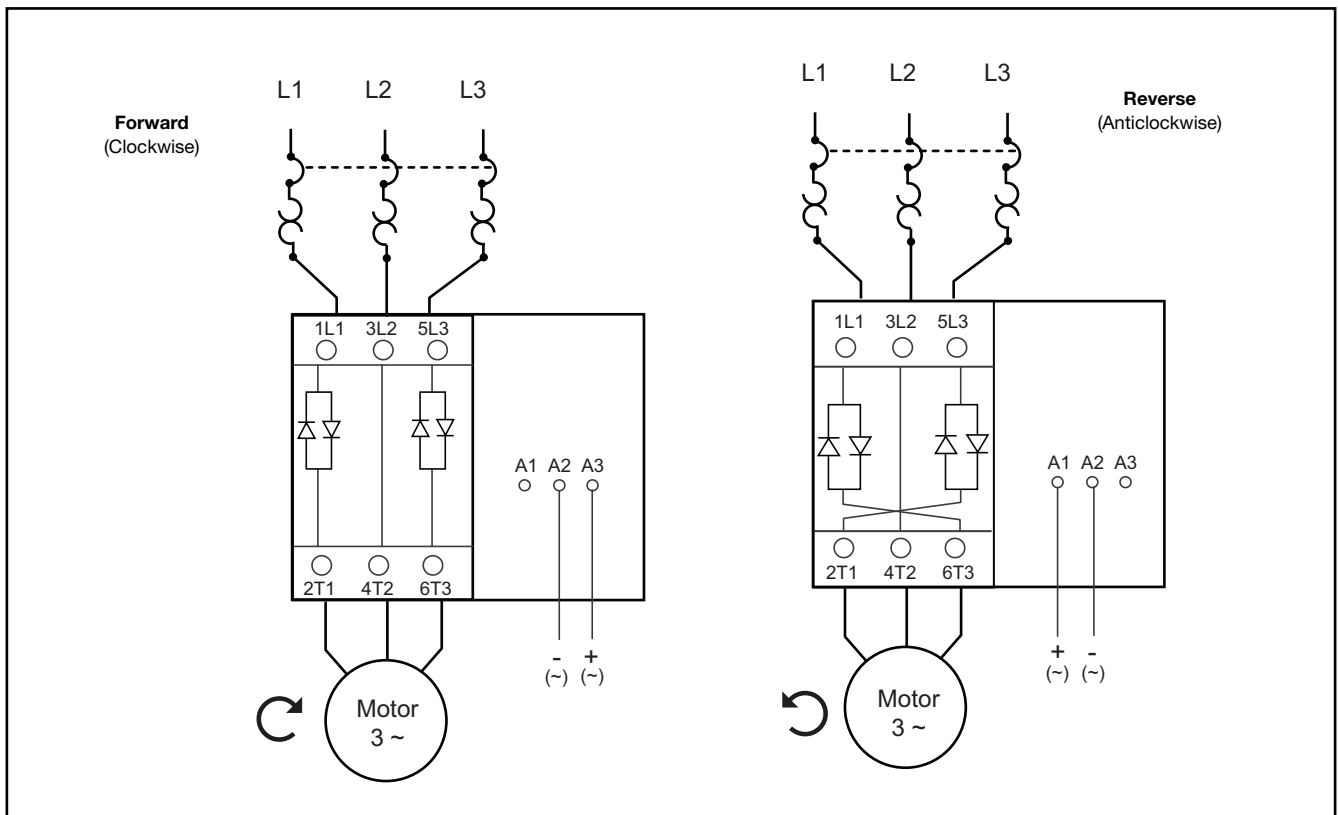 Forward
(Clockwise)
L1 L2 L3
1L1 3L2 5L3
A1 A2 A3
2T1 4T2 6T3
- +
(~) (~)
Motor
3 ~
L1 L2 L3
Reverse
(Anticlockwise)
1L1 3L2 5L3
A1 A2 A3
2T1 4T2 6T3
+ -
(~) (~)
Motor
3 ~